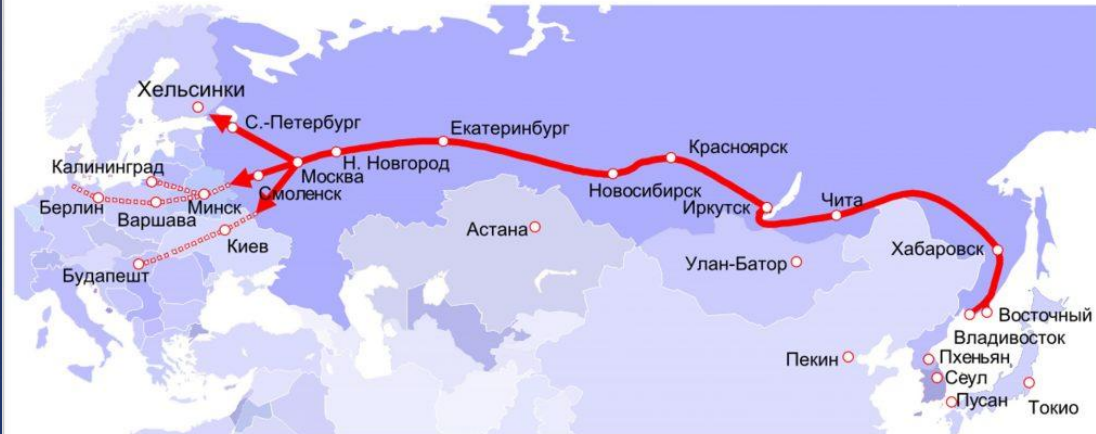 Хельсинки
С.-Петербург
Екатеринбург
Калининград
Н. Новгород
Красноярск
Москва
Смоленск
Новосибирск
Берлин
Минск
Иркутск
Чита
Варшава
Киев
Астана
Хабаровск
Будапешт
Улан-Батор
Восточный
Владивосток
Пекин
Пхеньян
Сеул
Пусан
Токио